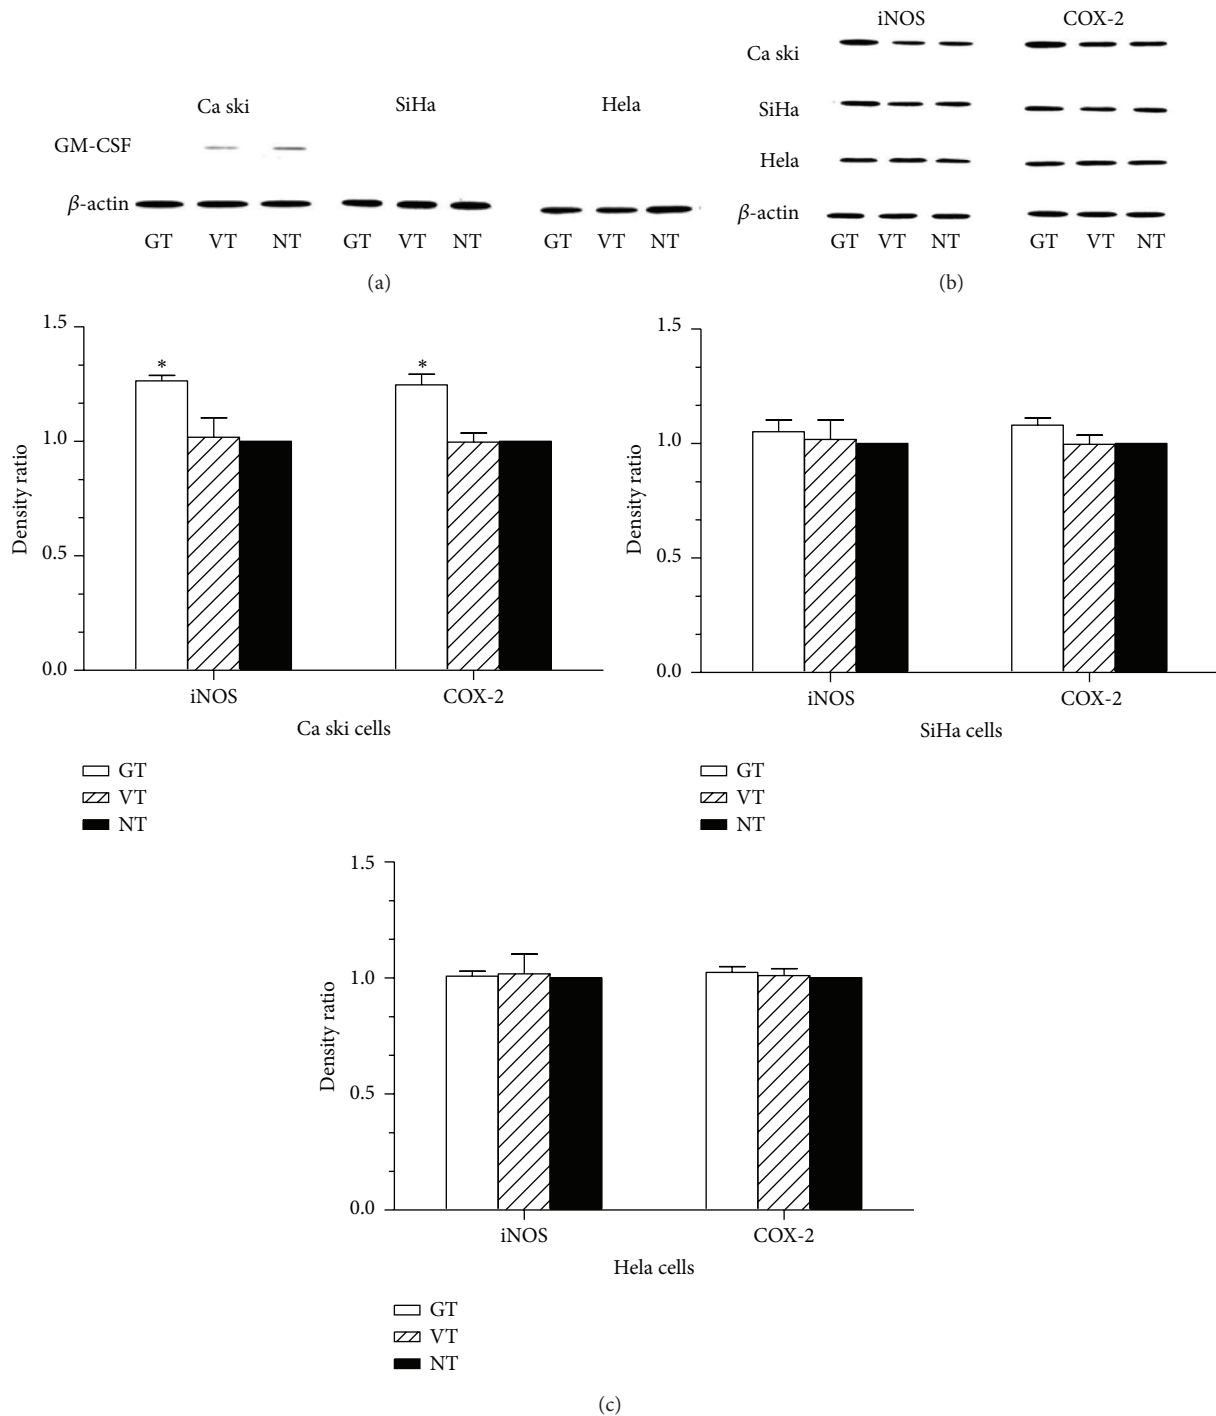 iNOS COX-2
Ca ski
Ca ski SiHa Hela
SiHa
GM-CSF
Hela
β-actin
β-actin
GT VT NT GT VT NT GT VT NT
GT VT NT GT VT NT
(a)
(b)
1.5
1.0
0.5
0.0
Density ratio
* *
iNOS COX-2
Ca ski cells
GT
VT
NT
1.5
1.0
0.5
0.0
Density ratio
iNOS COX-2
SiHa cells
GT
VT
NT
1.5
1.0
0.5
0.0
Density ratio
iNOS COX-2
Hela cells
GT
VT
NT
(c)